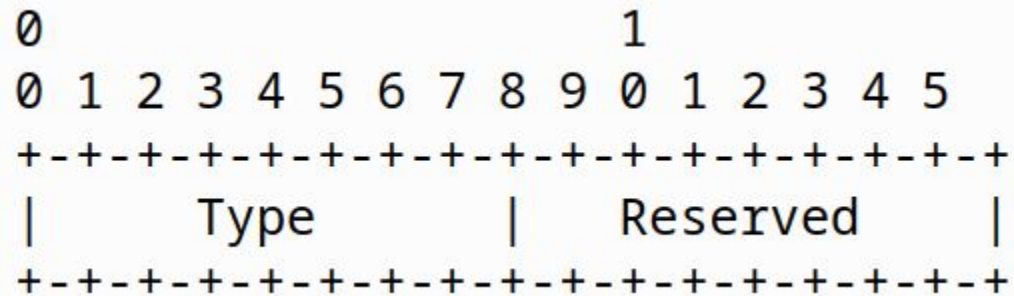 0                   1
0 1 2 3 4 5 6 7 8 9 0 1 2 3 4 5
+-+-+-+-+-+-+-+-+-+-+-+-+-+-+-+-+
|     Type      |   Reserved    |
+-+-+-+-+-+-+-+-+-+-+-+-+-+-+-+-+